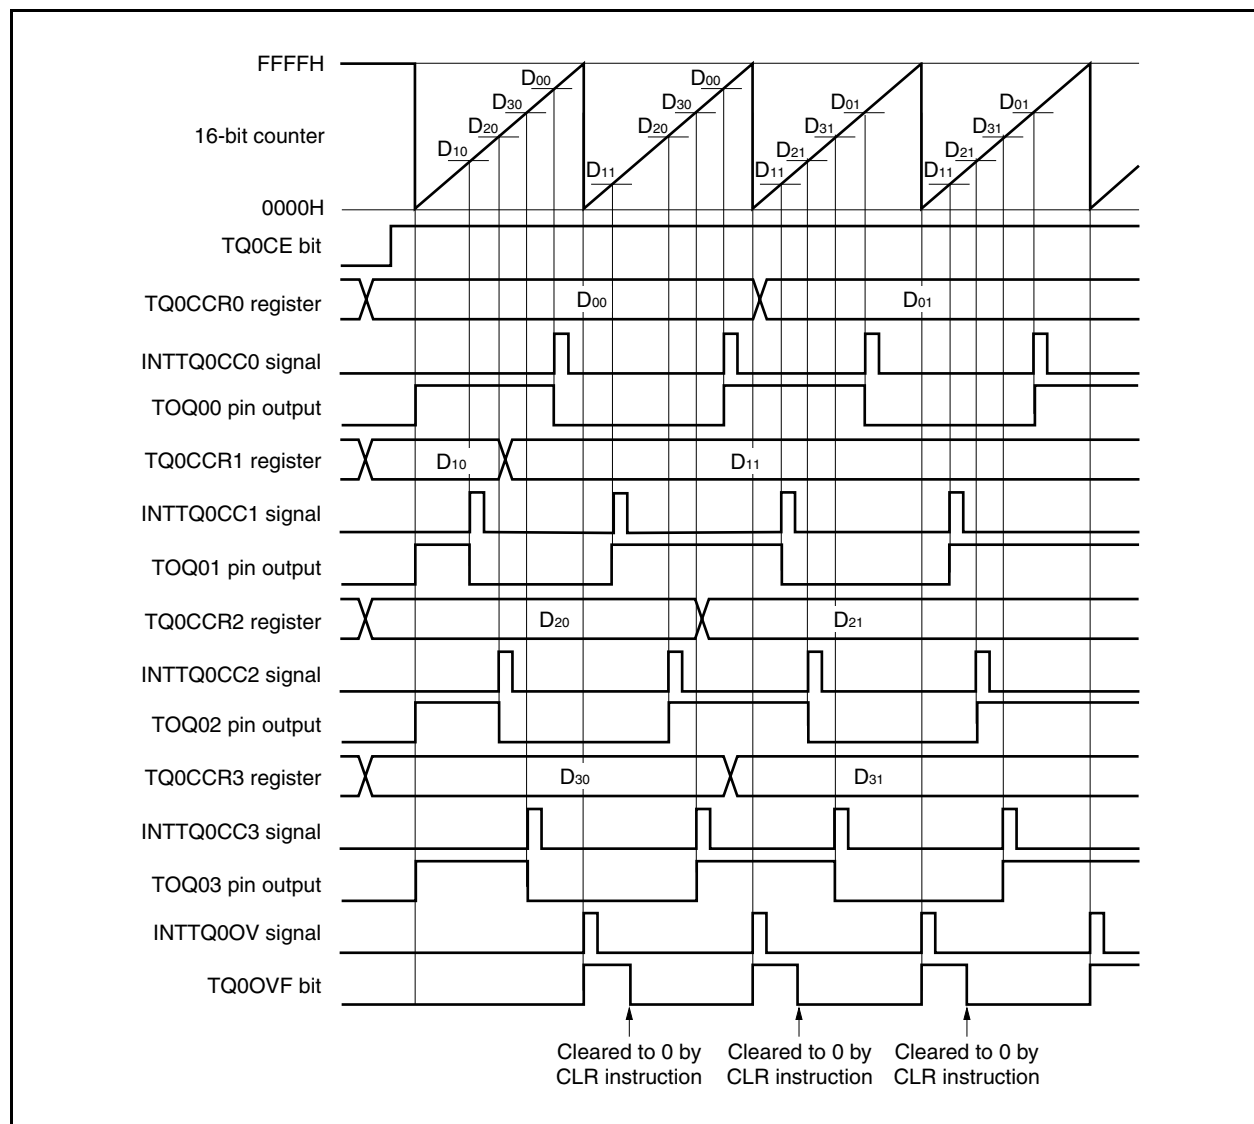 FFFFH
D00
D00
D30
D30
D01
D01
16-bit counter
D20
D20
D31
D31
D10
D21
D21
D11
D11
D11
0000H
TQ0CE bit
TQ0CCR0 register
D00
D01
INTTQ0CC0 signal
TOQ00 pin output
TQ0CCR1 register
D10
D11
INTTQ0CC1 signal
TOQ01 pin output
TQ0CCR2 register
D20
D21
INTTQ0CC2 signal
TOQ02 pin output
TQ0CCR3 register
D30
D31
INTTQ0CC3 signal
TOQ03 pin output
INTTQ0OV signal
TQ0OVF bit
Cleared to 0 by
CLR instruction
Cleared to 0 by
CLR instruction
Cleared to 0 by
CLR instruction